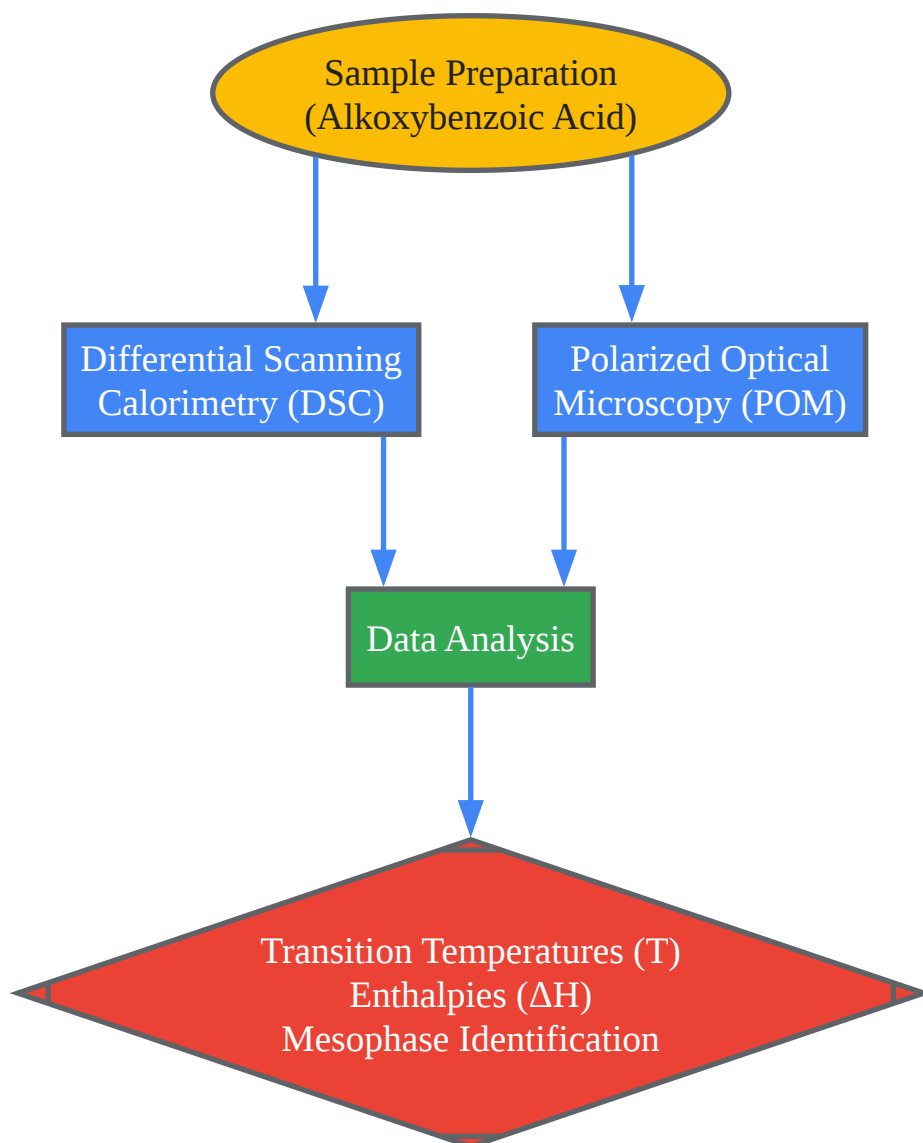 Sample Preparation
(Alkoxybenzoic Acid)
Differential Scanning
Calorimetry (DSC)
Polarized Optical
Microscopy (POM)
Data Analysis
Transition Temperatures (T)
Enthalpies (ΔH)
Mesophase Identification